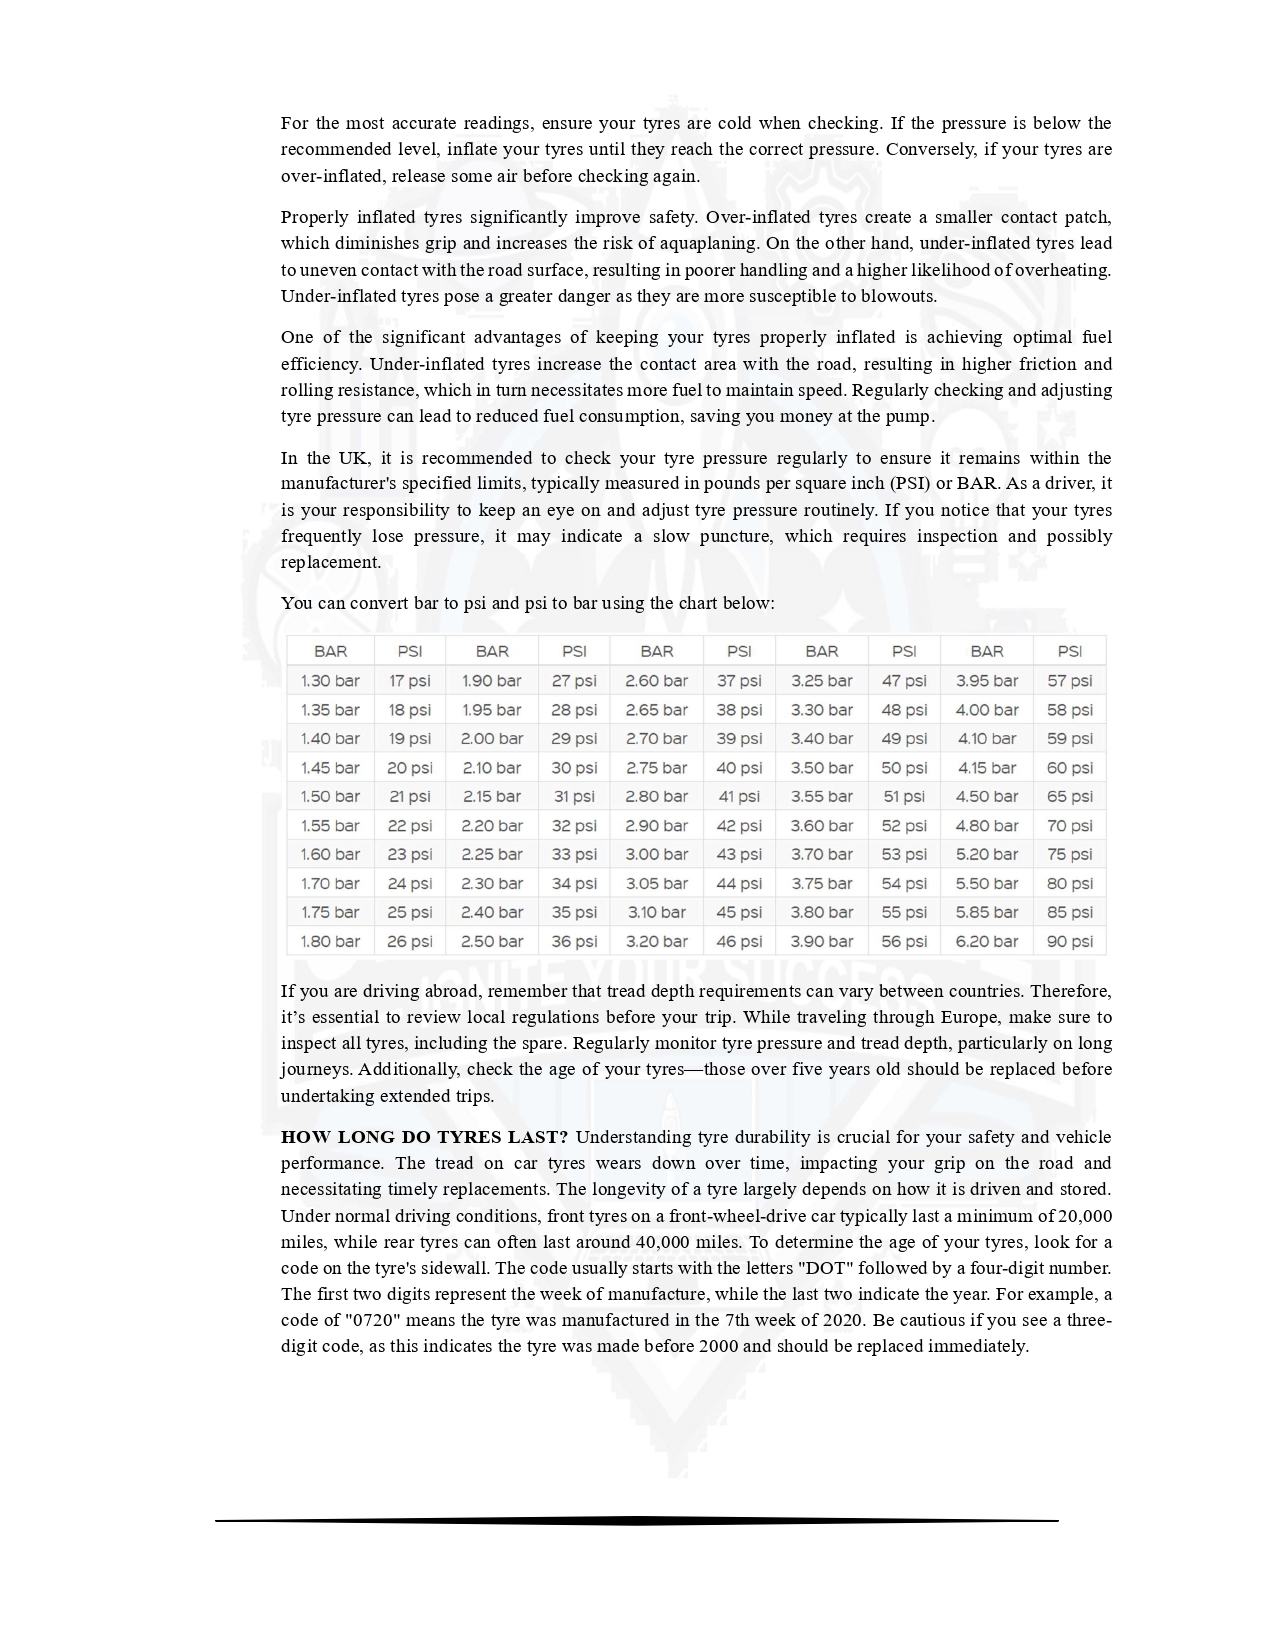 For the most accurate readings, ensure your tyres are cold when checking. If the pressure is below the
recommended level, inflate your tyres until they reach the correct pressure. Conversely, if your tyres are
over-inflated, release some air before checking again.
Properly inflated tyres significantly improve safety. Over-inflated tyres create a smaller contact patch,
which diminishes grip and increases the risk of aquaplaning. On the other hand, under-inflated tyres lead
to uneven contact with the road surface, resulting in poorer handling and a higher likelihood of overheating.
Under-inflated tyres pose a greater danger as they are more susceptible to blowouts.
One of the significant advantages of keeping your tyres properly inflated is achieving optimal fuel
efficiency. Under-inflated tyres increase the contact area with the road, resulting in higher friction and
rolling resistance, which in turn necessitates more fuel to maintain speed. Regularly checking and adjusting
tyre pressure can lead to reduced fuel consumption, saving you money at the pump.
In the UK, it is recommended to check your tyre pressure regularly to ensure it remains within the
manufacturer's specified limits, typically measured in pounds per square inch (PSI) or BAR. As a driver, it
is your responsibility to keep an eye on and adjust tyre pressure routinely. If you notice that your tyres
frequently lose pressure, it may indicate a slow puncture, which requires inspection and possibly
replacement.
You can convert bar to psi and psi to bar using the chart below:
BAR PSI BAR PSI BAR PSI BAR PSI BAR PSI
1.30 bar 17 psi 1.90 bar 27 psi 2.60 bar 37 psi 3.25 bar 47 psi 3.95 bar 57 psi
1.35 bar 18 psi 1.95 bar 28 psi 2.65 bar 38 psi 3.30 bar 48 psi 4.00 bar 58 psi
1.40 bar 19 psi 2.00 bar 29 psi 2.70 bar 39 psi 3.40 bar 49 psi 4.10 bar 59 psi
1.45 bar 20 psi 2.10 bar 30 psi 2.75 bar 40 psi 3.50 bar 50 psi 4.15 bar 60 psi
1.50 bar 21 psi 2.15 bar 31 psi 2.80 bar 41 psi 3.55 bar 51 psi 4.50 bar 65 psi
1.55 bar 22 psi 2.20 bar 32 psi 2.90 bar 42 psi 3.60 bar 52 psi 4.80 bar 70 psi
1.60 bar 23 psi 2.25 bar 33 psi 3.00 bar 43 psi 3.70 bar 53 psi 5.20 bar 75 psi
1.70 bar 24 psi 2.30 bar 34 psi 3.05 bar 44 psi 3.75 bar 54 psi 5.50 bar 80 psi
1.75 bar 25 psi 2.40 bar 35 psi 3.10 bar 45 psi 3.80 bar 55 psi 5.85 bar 85 psi
1.80 bar 26 psi 2.50 bar 36 psi 3.20 bar 46 psi 3.90 bar 56 psi 6.20 bar 90 psi
IGNITE YOUR SUCCESS
If you are driving abroad, remember that tread depth requirements can vary between countries. Therefore,
it’s essential to review local regulations before your trip. While traveling through Europe, make sure to
inspect all tyres, including the spare. Regularly monitor tyre pressure and tread depth, particularly on long
journeys. Additionally, check the age of your tyres—those over five years old should be replaced before
undertaking extended trips.
HOW LONG DO TYRES LAST? Understanding tyre durability is crucial for your safety and vehicle
performance. The tread on car tyres wears down over time, impacting your grip on the road and
necessitating timely replacements. The longevity of a tyre largely depends on how it is driven and stored.
Under normal driving conditions, front tyres on a front-wheel-drive car typically last a minimum of 20,000
miles, while rear tyres can often last around 40,000 miles. To determine the age of your tyres, look for a
code on the tyre's sidewall. The code usually starts with the letters "DOT" followed by a four-digit number.
The first two digits represent the week of manufacture, while the last two indicate the year. For example, a
code of "0720" means the tyre was manufactured in the 7th week of 2020. Be cautious if you see a three-
digit code, as this indicates the tyre was made before 2000 and should be replaced immediately.